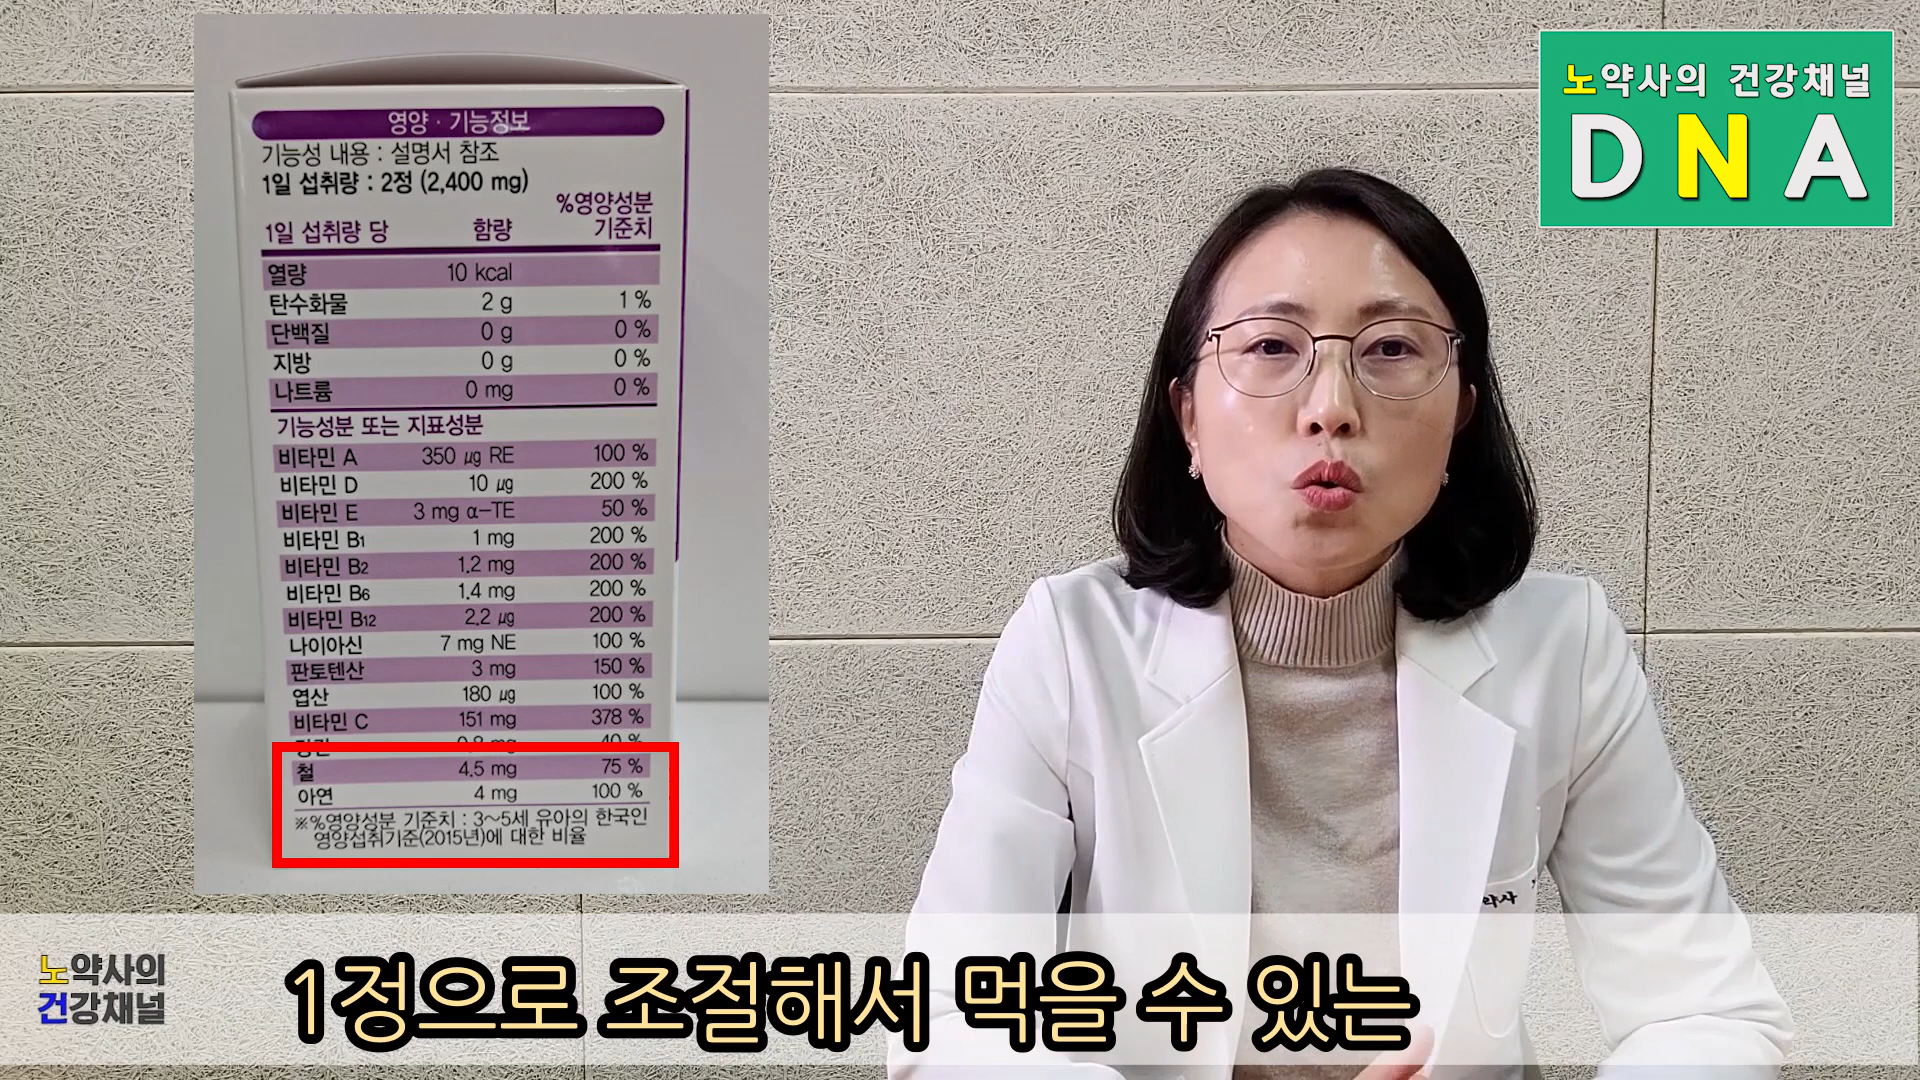 영양 · 기능정보
기능성 내용 : 설명서 참조
1일 섭취량 : 2정 (2,400 mg)
1일 섭취량 당 함량 %영양성분 기준치
열량 10 kcal
탄수화물 2 g 1 %
단백질 0 g 0 %
지방 0 g 0 %
나트륨 0 mg 0 %
기능성분 또는 지표성분
비타민 A 350 ㎍ RE 100 %
비타민 D 10 ㎍ 200 %
비타민 E 3 mg α-TE 50 %
비타민 B1 1 mg 200 %
비타민 B2 1.2 mg 200 %
비타민 B6 1.4 mg 200 %
비타민 B12 2.2 ㎍ 200 %
나이아신 7 mg NE 100 %
판토텐산 3 mg 150 %
엽산 180 ㎍ 100 %
비타민 C 151 mg 378 %
40 %
철 4.5 mg 75 %
아연 4 mg 100 %
※%영양성분 기준치 : 3~5세 유아의 한국인
영양섭취기준(2015년)에 대한 비율
노약사의 건강채널
DNA
약사
노약사의
건강채널
1정으로 조절해서 먹을 수 있는